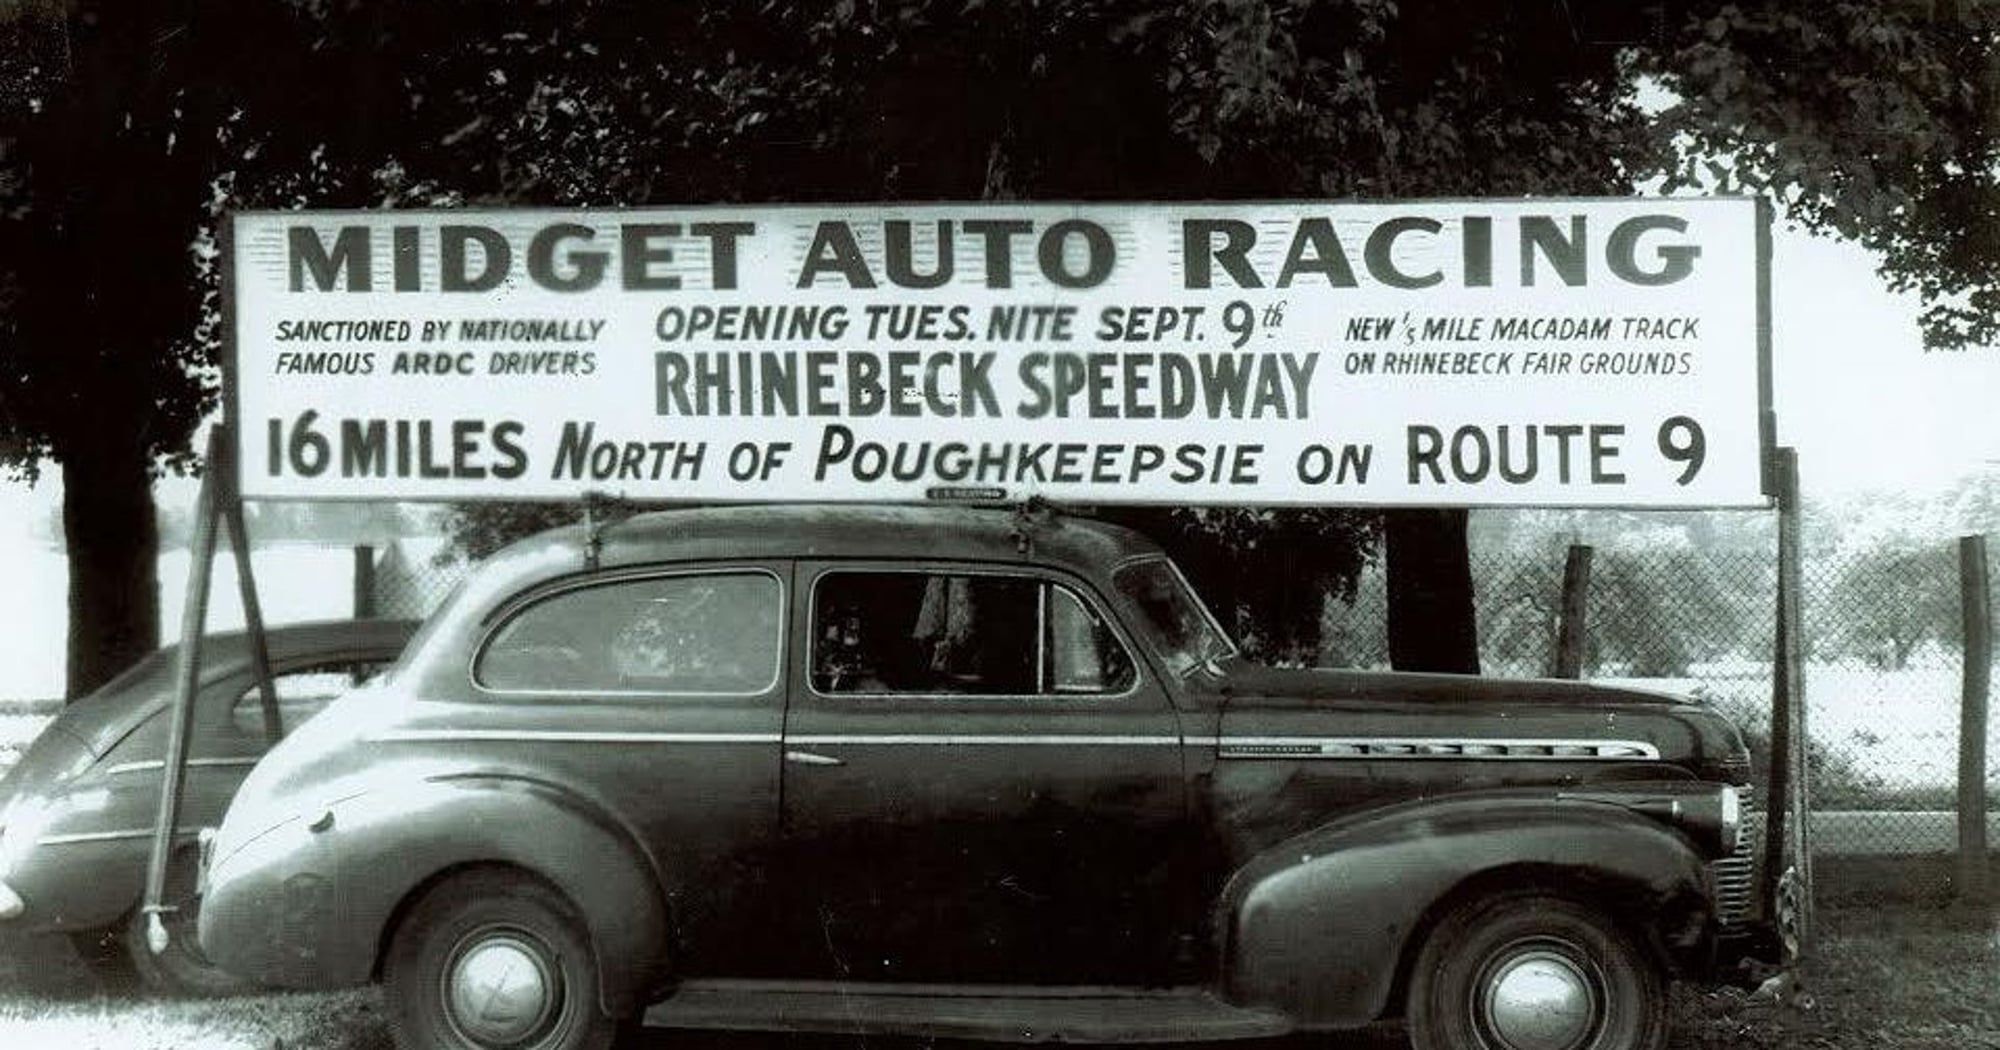 MIDGET AUTO RACING
SANCTIONED BY NATIONALLY
FAMOUS ARDC DRIVERS
OPENING TUES. NITE SEPT. 9th
RHINEBECK SPEEDWAY
NEW 1/5 MILE MACADAM TRACK
ON RHINEBECK FAIR GROUNDS
16 MILES NORTH OF POUGHKEEPSIE ON ROUTE 9